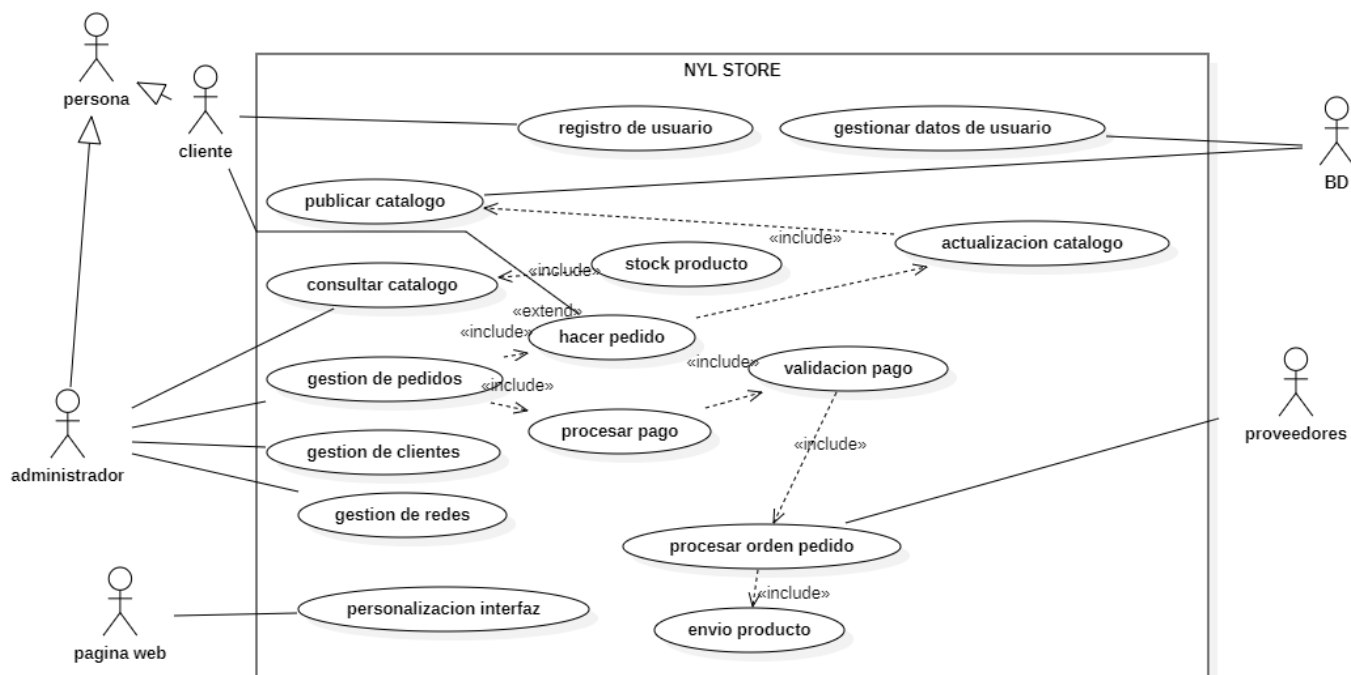 NYL STORE
persona
cliente
registro de usuario
gestionar datos de usuario
BD
publicar catalogo
«include»
actualizacion catalogo
«include»
stock producto
consultar catalogo
«extend»
«include»
hacer pedido
«include»
validacion pago
gestion de pedidos
«include»
procesar pago
proveedores
«include»
gestion de clientes
administrador
gestion de redes
procesar orden pedido
«include»
personalizacion interfaz
envio producto
pagina web